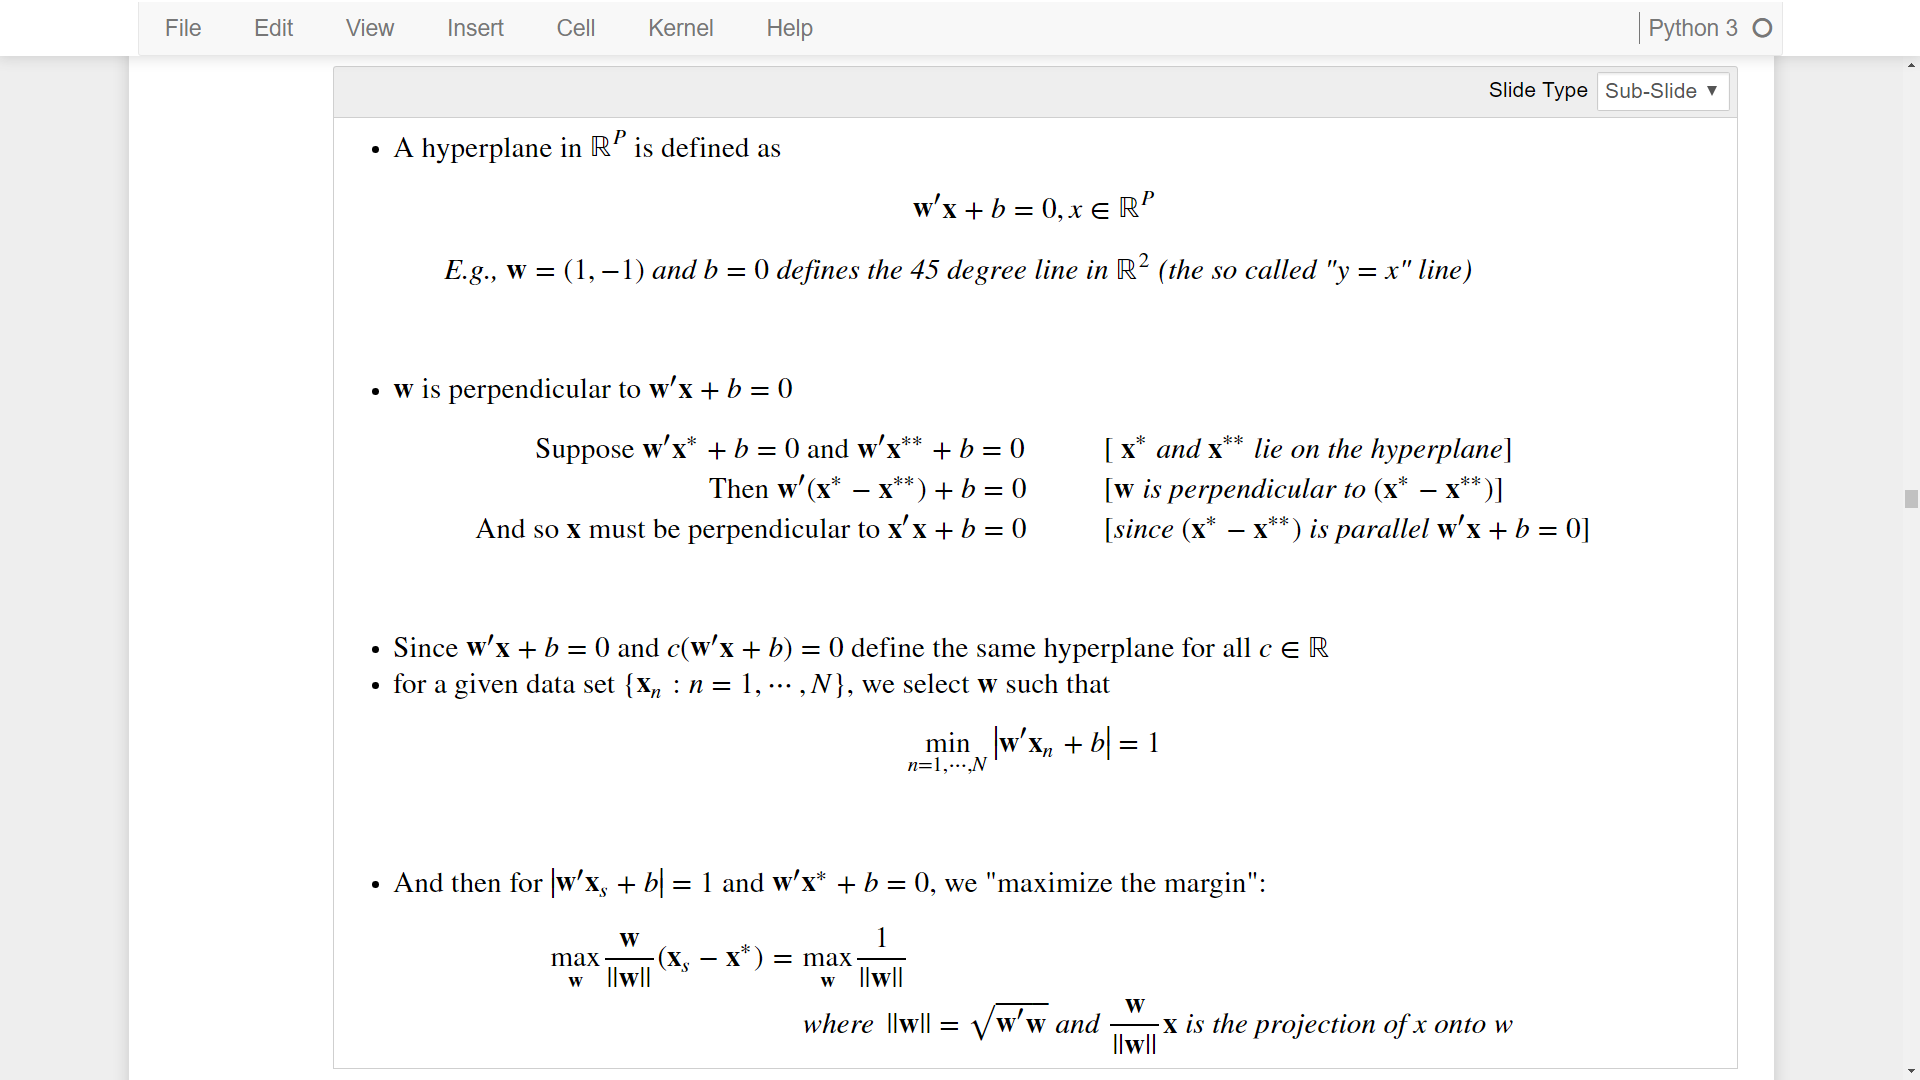 File Edit View Insert Cell Kernel Help Python 3
Slide Type Sub-Slide ▼
• A hyperplane in ℝ^P is defined as
w′x + b = 0, x ∈ ℝ^P
E.g., w = (1, −1) and b = 0 defines the 45 degree line in ℝ² (the so called "y = x" line)
• w is perpendicular to w′x + b = 0
Suppose w′x* + b = 0 and w′x** + b = 0 [ x* and x** lie on the hyperplane]
Then w′(x* − x**) + b = 0 [w is perpendicular to (x* − x**)]
And so x must be perpendicular to x′x + b = 0 [since (x* − x**) is parallel w′x + b = 0]
• Since w′x + b = 0 and c(w′x + b) = 0 define the same hyperplane for all c ∈ ℝ
• for a given data set {x_n : n = 1, ⋯ , N}, we select w such that
min_{n=1,⋯,N} |w′x_n + b| = 1
• And then for |w′x_s + b| = 1 and w′x* + b = 0, we "maximize the margin":
max_w w/||w|| (x_s − x*) = max_w 1/||w||
where ||w|| = √w′w and w/||w|| x is the projection of x onto w